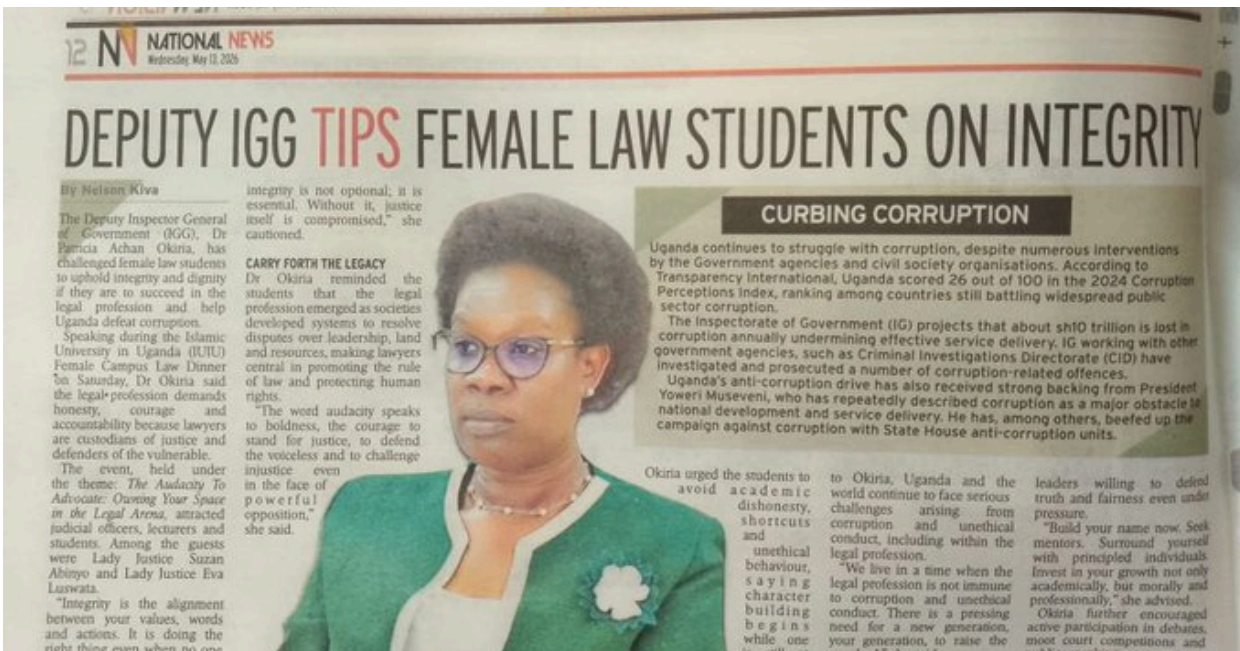 12
NATIONAL NEWS
Wednesday, May 13, 2026
DEPUTY IGG TIPS FEMALE LAW STUDENTS ON INTEGRITY
By Nelson Kiva
The Deputy Inspector General
of Government (IGG), Dr
Patricia Achan Okiria, has
challenged female law students
to uphold integrity and dignity
if they are to succeed in the
legal profession and help
Uganda defeat corruption.
Speaking during the Islamic
University in Uganda (IUIU)
Female Campus Law Dinner
on Saturday, Dr Okiria said
the legal profession demands
honesty, courage and
accountability because lawyers
are custodians of justice and
defenders of the vulnerable.
The event, held under
the theme: The Audacity To
Advocate: Owning Your Space
in the Legal Arena, attracted
judicial officers, lecturers and
students. Among the guests
were Lady Justice Suzan
Abinyo and Lady Justice Eva
Luswata.
"Integrity is the alignment
between your values, words
and actions. It is doing the
right thing even when no one
integrity is not optional; it is
essential. Without it, justice
itself is compromised," she
cautioned.
CARRY FORTH THE LEGACY
Dr Okiria reminded the
students that the legal
profession emerged as societies
developed systems to resolve
disputes over leadership, land
and resources, making lawyers
central in promoting the rule
of law and protecting human
rights.
"The word audacity speaks
to boldness, the courage to
stand for justice, to defend
the voiceless and to challenge
injustice even
in the face of
powerful
opposition,"
she said.
CURBING CORRUPTION
Uganda continues to struggle with corruption, despite numerous interventions
by the Government agencies and civil society organisations. According to
Transparency International, Uganda scored 26 out of 100 in the 2024 Corruption
Perceptions Index, ranking among countries still battling widespread public
sector corruption.
The Inspectorate of Government (IG) projects that about sh10 trillion is lost in
corruption annually undermining effective service delivery. IG working with other
government agencies, such as Criminal Investigations Directorate (CID) have
investigated and prosecuted a number of corruption-related offences.
Uganda's anti-corruption drive has also received strong backing from President
Yoweri Museveni, who has repeatedly described corruption as a major obstacle to
national development and service delivery. He has, among others, beefed up the
campaign against corruption with State House anti-corruption units.
Okiria urged the students to
avoid academic
dishonesty,
shortcuts
and
unethical
behaviour,
saying
character
building
begins
while one
to Okiria, Uganda and the
world continue to face serious
challenges arising from
corruption and unethical
conduct, including within the
legal profession.
"We live in a time when the
legal profession is not immune
to corruption and unethical
conduct. There is a pressing
need for a new generation,
your generation, to raise the
leaders willing to defend
truth and fairness even under
pressure.
"Build your name now. Seek
mentors. Surround yourself
with principled individuals.
Invest in your growth not only
academically, but morally and
professionally," she advised.
Okiria further encouraged
active participation in debates,
moot court competitions and